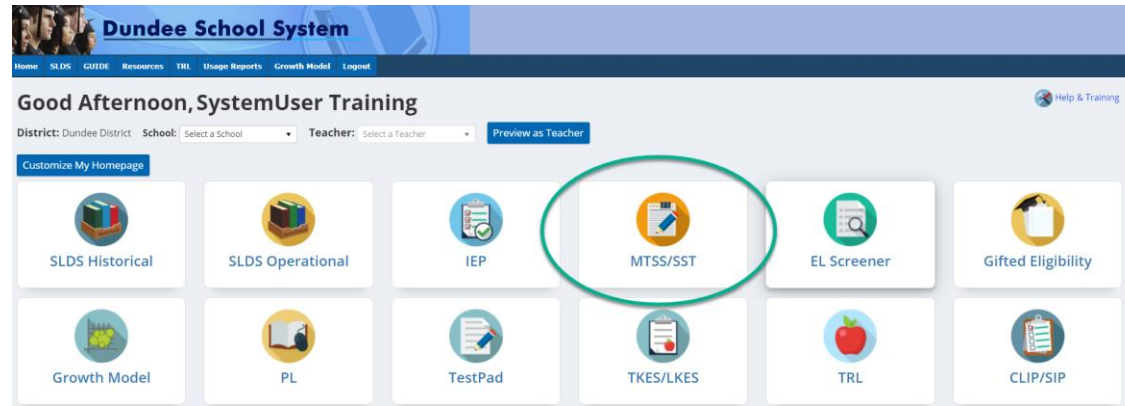 Dundee School System
Home SLDS GUIDE Resources TRL Usage Reports Growth Model Logout
Good Afternoon, SystemUser Training
Help & Training
District: Dundee District School: Select a School Teacher: Select a Teacher Preview as Teacher
Customize My Homepage
SLDS Historical SLDS Operational IEP MTSS/SST EL Screener Gifted Eligibility
Growth Model PL TestPad TKES/LKES TRL CLIP/SIP